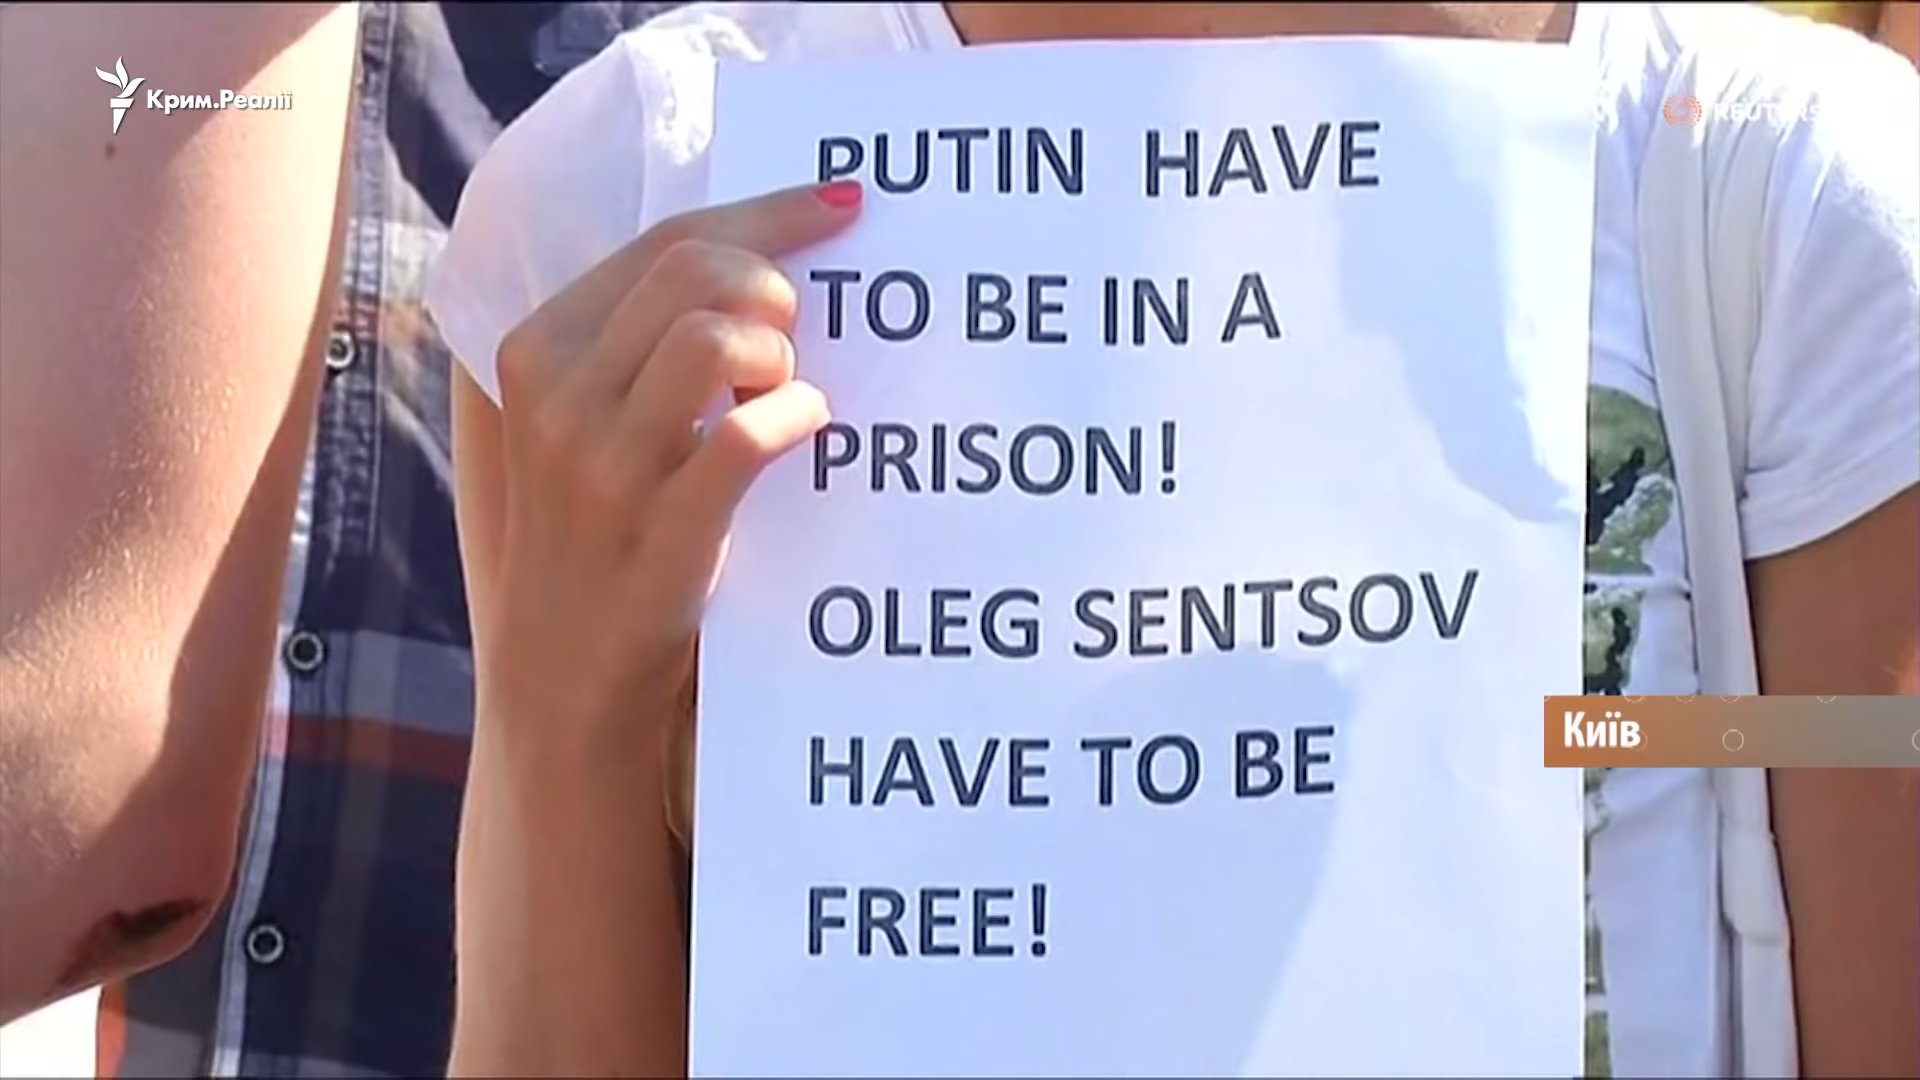 Крим.Реалії
REUTERS
PUTIN HAVE
TO BE IN A
PRISON!
OLEG SENTSOV
HAVE TO BE
FREE!
Київ